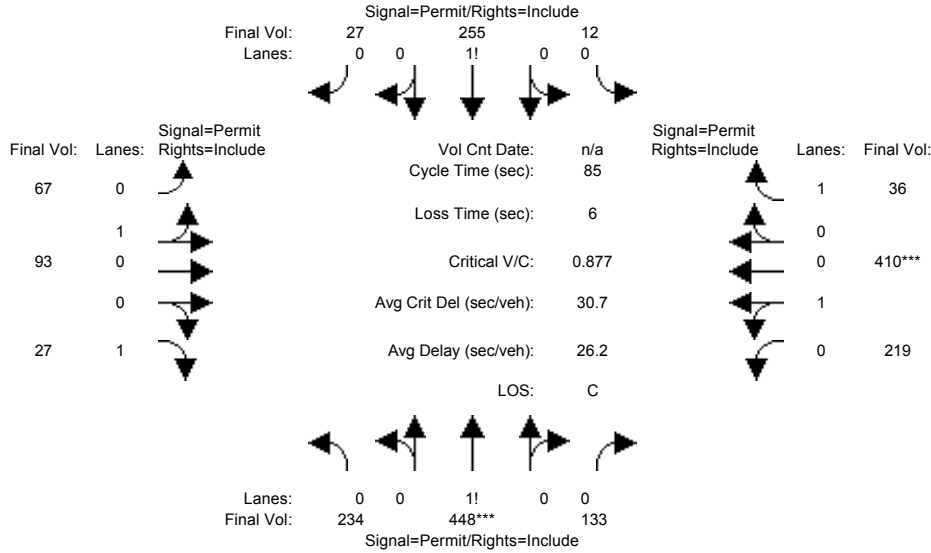 Signal=Permit/Rights=Include
Final Vol: 27 255 12
Lanes: 0 0 1! 0 0
Signal=Permit Signal=Permit
Final Vol: Lanes: Rights=Include Vol Cnt Date: n/a Rights=Include Lanes: Final Vol:
Cycle Time (sec): 85
67 0 1 36
Loss Time (sec): 6
1 0
93 0 Critical V/C: 0.877 0 410***
0 Avg Crit Del (sec/veh): 30.7 1
27 1 Avg Delay (sec/veh): 26.2 0 219
LOS: C
Lanes: 0 0 1! 0 0
Final Vol: 234 448*** 133
Signal=Permit/Rights=Include